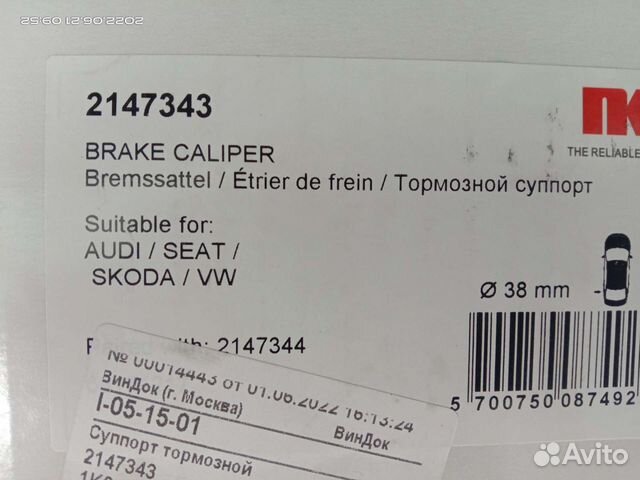 2022.06.21 09:52
2147343
BRAKE CALIPER
Bremssattel / Étrier de frein / Тормозной суппорт
THE RELIABLE
Suitable for:
AUDI / SEAT /
SKODA / VW
Ø 38 mm
2147344
5 700750 087492
№ 00014443 от 01.06.2022 16:13:24
ВинДок (г. Москва)
ВинДок
I-05-15-01
Суппорт тормозной
2147343